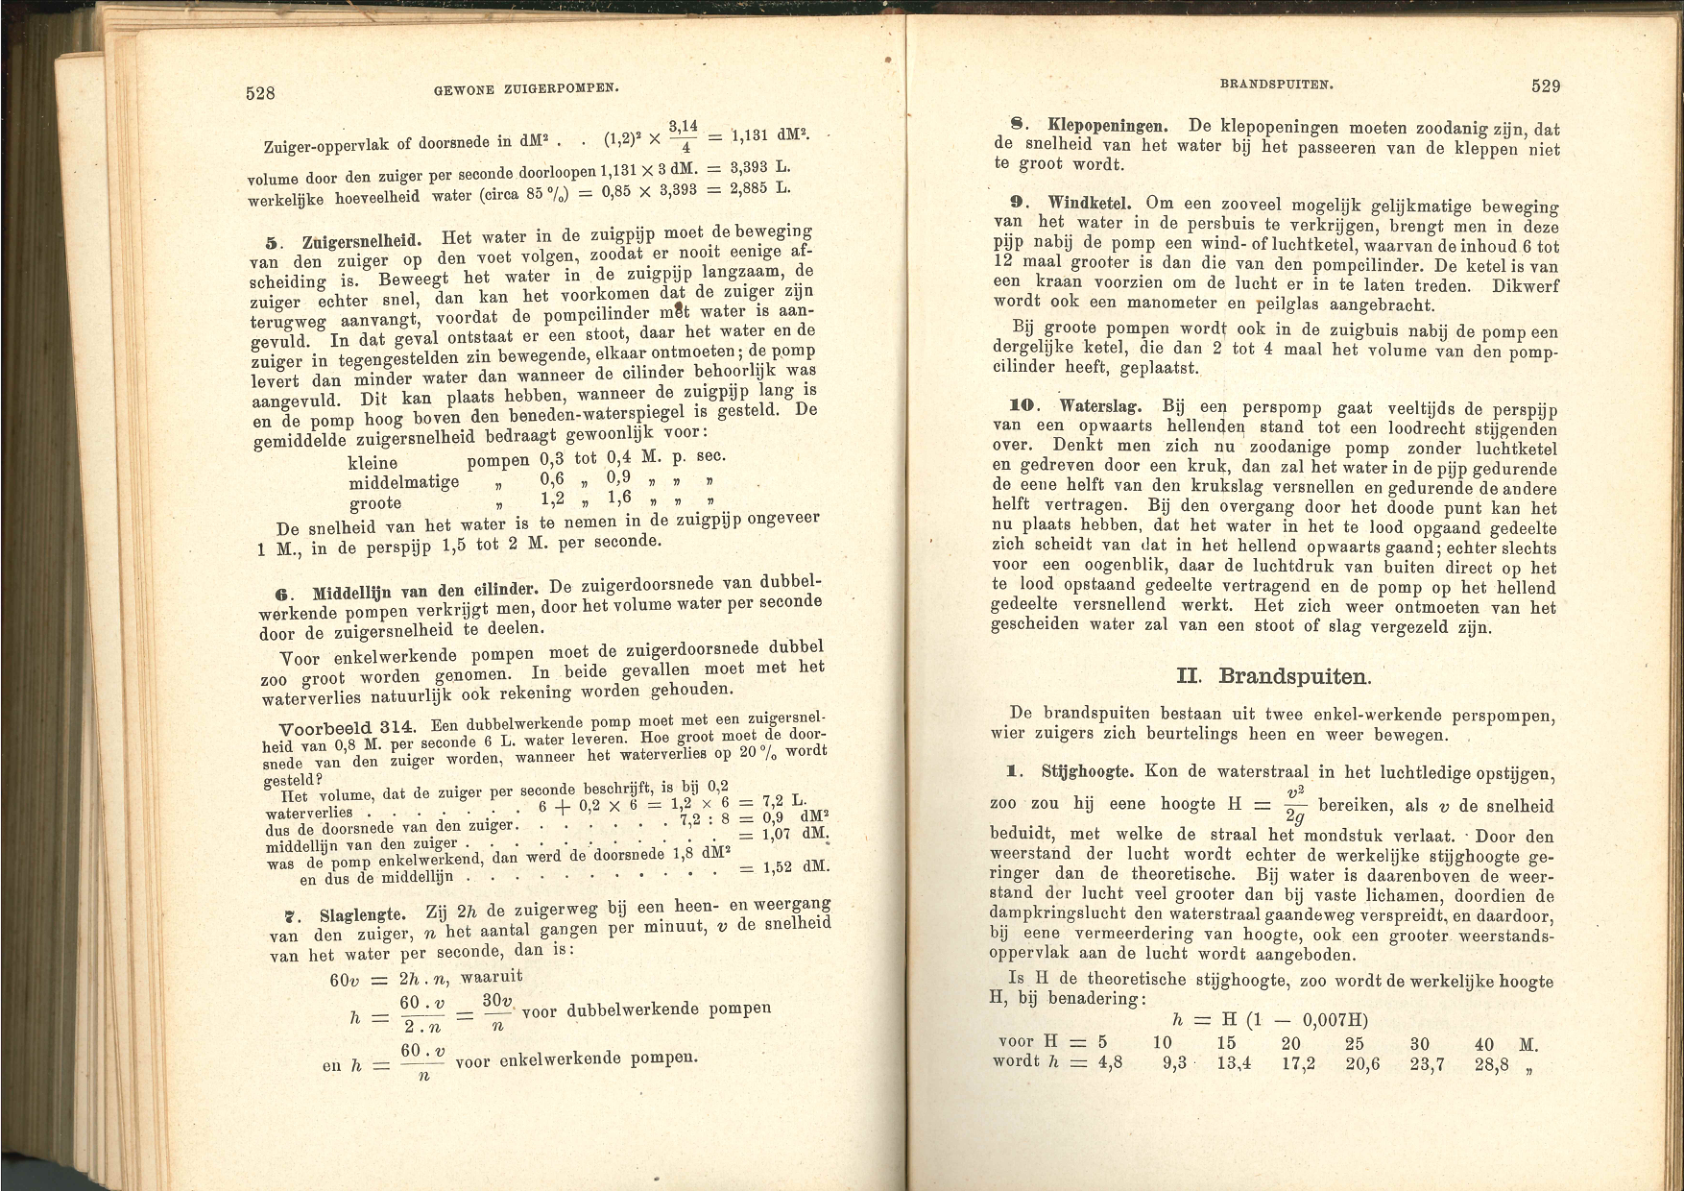 528 GEWONE ZUIGERPOMPEN.
Zuiger-oppervlak of doorsnede in dM² . . (1,2)² × 3,14/4 = 1,131 dM².
volume door den zuiger per seconde doorloopen 1,131 × 3 dM. = 3,393 L.
werkelijke hoeveelheid water (circa 85 %) = 0,85 × 3,393 = 2,885 L.
5. Zuigersnelheid. Het water in de zuigpijp moet de beweging
van den zuiger op den voet volgen, zoodat er nooit eenige af-
scheiding is. Beweegt het water in de zuigpijp langzaam, de
zuiger echter snel, dan kan het voorkomen dat de zuiger zijn
terugweg aanvangt, voordat de pompcilinder met water is aan-
gevuld. In dat geval ontstaat er een stoot, daar het water en de
zuiger in tegengestelden zin bewegende, elkaar ontmoeten; de pomp
levert dan minder water dan wanneer de cilinder behoorlijk was
aangevuld. Dit kan plaats hebben, wanneer de zuigpijp lang is
en de pomp hoog boven den beneden-waterspiegel is gesteld. De
gemiddelde zuigersnelheid bedraagt gewoonlijk voor:
kleine pompen 0,3 tot 0,4 M. p. sec.
middelmatige „ 0,6 „ 0,9 „ „ „
groote „ 1,2 „ 1,6 „ „ „
De snelheid van het water is te nemen in de zuigpijp ongeveer
1 M., in de perspijp 1,5 tot 2 M. per seconde.
6. Middellijn van den cilinder. De zuigerdoorsnede van dubbel-
werkende pompen verkrijgt men, door het volume water per seconde
door de zuigersnelheid te deelen.
Voor enkelwerkende pompen moet de zuigerdoorsnede dubbel
zoo groot worden genomen. In beide gevallen moet met het
waterverlies natuurlijk ook rekening worden gehouden.
Voorbeeld 314. Een dubbelwerkende pomp moet met een zuigersnel-
heid van 0,8 M. per seconde 6 L. water leveren. Hoe groot moet de door-
snede van den zuiger worden, wanneer het waterverlies op 20 % wordt
gesteld?
Het volume, dat de zuiger per seconde beschrijft, is bij 0,2
waterverlies . . . . . . . 6 + 0,2 × 6 = 1,2 × 6 = 7,2 L.
dus de doorsnede van den zuiger. . . . . . . 7,2 : 8 = 0,9 dM²
middellijn van den zuiger . . . . . . . . . . . = 1,07 dM.
was de pomp enkelwerkend, dan werd de doorsnede 1,8 dM²
en dus de middellijn . . . . . . . . . . = 1,52 dM.
7. Slaglengte. Zij 2h de zuigerweg bij een heen- en weergang
van den zuiger, n het aantal gangen per minuut, v de snelheid
van het water per seconde, dan is:
60v = 2h . n, waaruit
h = 60 . v/2 . n = 30v/n voor dubbelwerkende pompen
en h = 60 . v/n voor enkelwerkende pompen.
BRANDSPUITEN. 529
8. Klepopeningen. De klepopeningen moeten zoodanig zijn, dat
de snelheid van het water bij het passeeren van de kleppen niet
te groot wordt.
9. Windketel. Om een zooveel mogelijk gelijkmatige beweging
van het water in de persbuis te verkrijgen, brengt men in deze
pijp nabij de pomp een wind- of luchtketel, waarvan de inhoud 6 tot
12 maal grooter is dan die van den pompcilinder. De ketel is van
een kraan voorzien om de lucht er in te laten treden. Dikwerf
wordt ook een manometer en peilglas aangebracht.
Bij groote pompen wordt ook in de zuigbuis nabij de pomp een
dergelijke ketel, die dan 2 tot 4 maal het volume van den pomp-
cilinder heeft, geplaatst.
10. Waterslag. Bij een perspomp gaat veeltijds de perspijp
van een opwaarts hellenden stand tot een loodrecht stijgenden
over. Denkt men zich nu zoodanige pomp zonder luchtketel
en gedreven door een kruk, dan zal het water in de pijp gedurende
de eene helft van den krukslag versnellen en gedurende de andere
helft vertragen. Bij den overgang door het doode punt kan het
nu plaats hebben, dat het water in het te lood opgaand gedeelte
zich scheidt van dat in het hellend opwaarts gaand; echter slechts
voor een oogenblik, daar de luchtdruk van buiten direct op het
te lood opstaand gedeelte vertragend en de pomp op het hellend
gedeelte versnellend werkt. Het zich weer ontmoeten van het
gescheiden water zal van een stoot of slag vergezeld zijn.
II. Brandspuiten.
De brandspuiten bestaan uit twee enkel-werkende perspompen,
wier zuigers zich beurtelings heen en weer bewegen.
1. Stijghoogte. Kon de waterstraal in het luchtledige opstijgen,
zoo zou hij eene hoogte H = v²/2g bereiken, als v de snelheid
beduidt, met welke de straal het mondstuk verlaat. Door den
weerstand der lucht wordt echter de werkelijke stijghoogte ge-
ringer dan de theoretische. Bij water is daarenboven de weer-
stand der lucht veel grooter dan bij vaste lichamen, doordien de
dampkringslucht den waterstraal gaandeweg verspreidt, en daardoor,
bij eene vermeerdering van hoogte, ook een grooter weerstands-
oppervlak aan de lucht wordt aangeboden.
Is H de theoretische stijghoogte, zoo wordt de werkelijke hoogte
H, bij benadering:
h = H (1 — 0,007H)
voor H = 5 10 15 20 25 30 40 M.
wordt h = 4,8 9,3 13,4 17,2 20,6 23,7 28,8 „